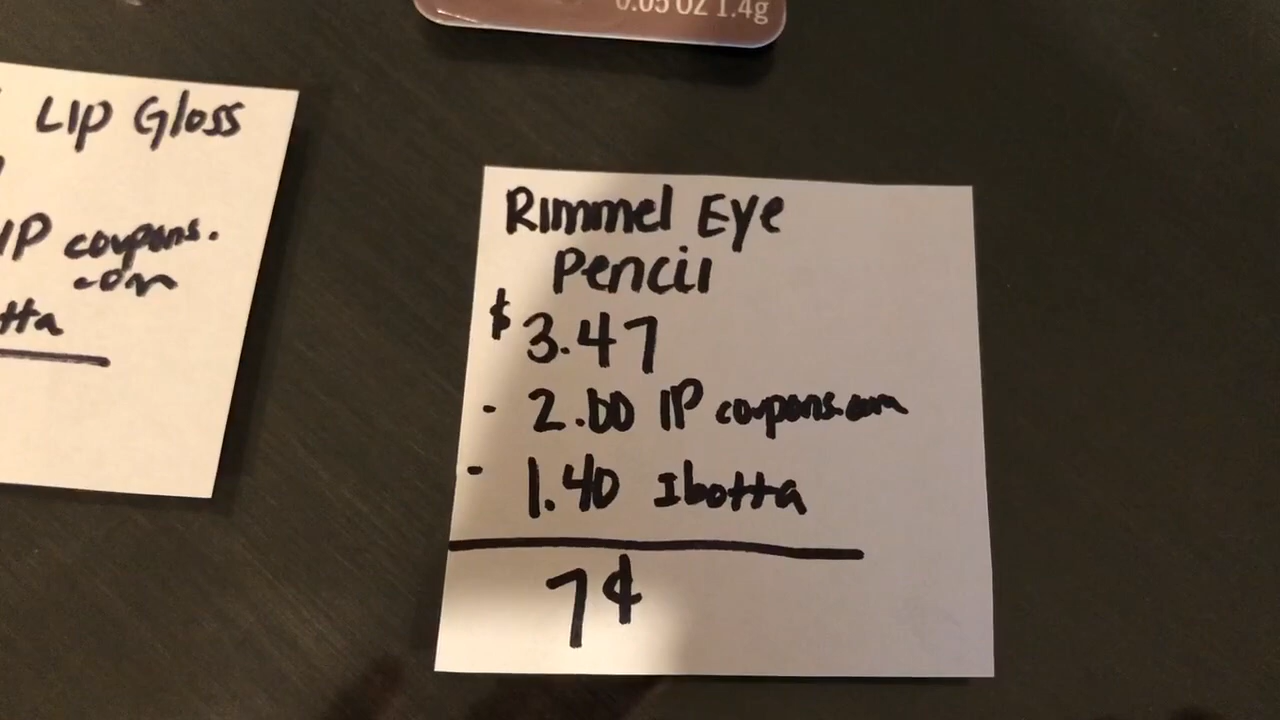 0.05 OZ 1.4g
Lip Gloss
IP coupons.
.com
Rimmel Eye
Pencil
$3.47
- 2.00 IP coupons.com
- 1.40 Ibotta
7¢